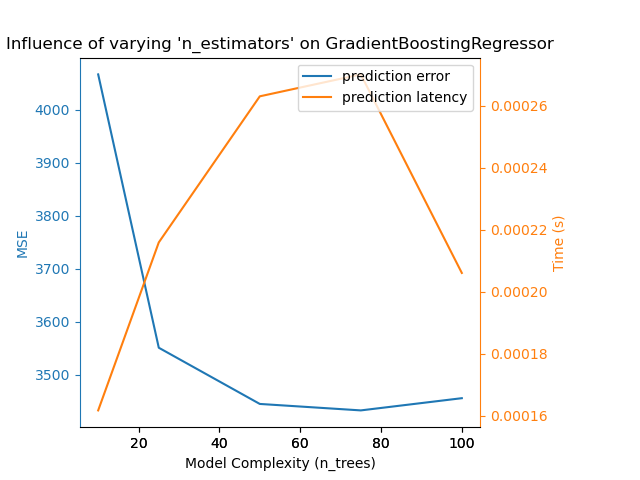 Influence of varying 'n_estimators' on GradientBoostingRegressor
prediction error
prediction latency
4000
3900
3800
3700
3600
3500
MSE
0.00026
0.00024
0.00022
0.00020
0.00018
0.00016
Time (s)
20 40 60 80 100
Model Complexity (n_trees)